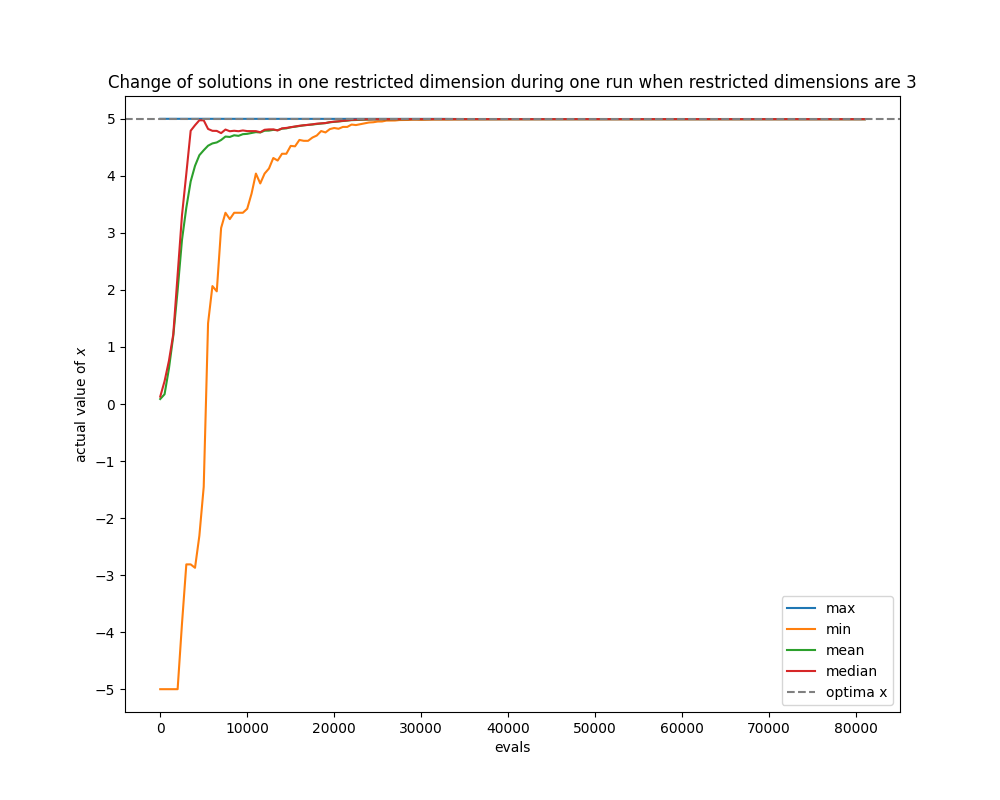 Change of solutions in one restricted dimension during one run when restricted dimensions are 3
5
4
3
2
1
0
−1
−2
−3
−4
−5
actual value of x
0 10000 20000 30000 40000 50000 60000 70000 80000
evals
max
min
mean
median
optima x